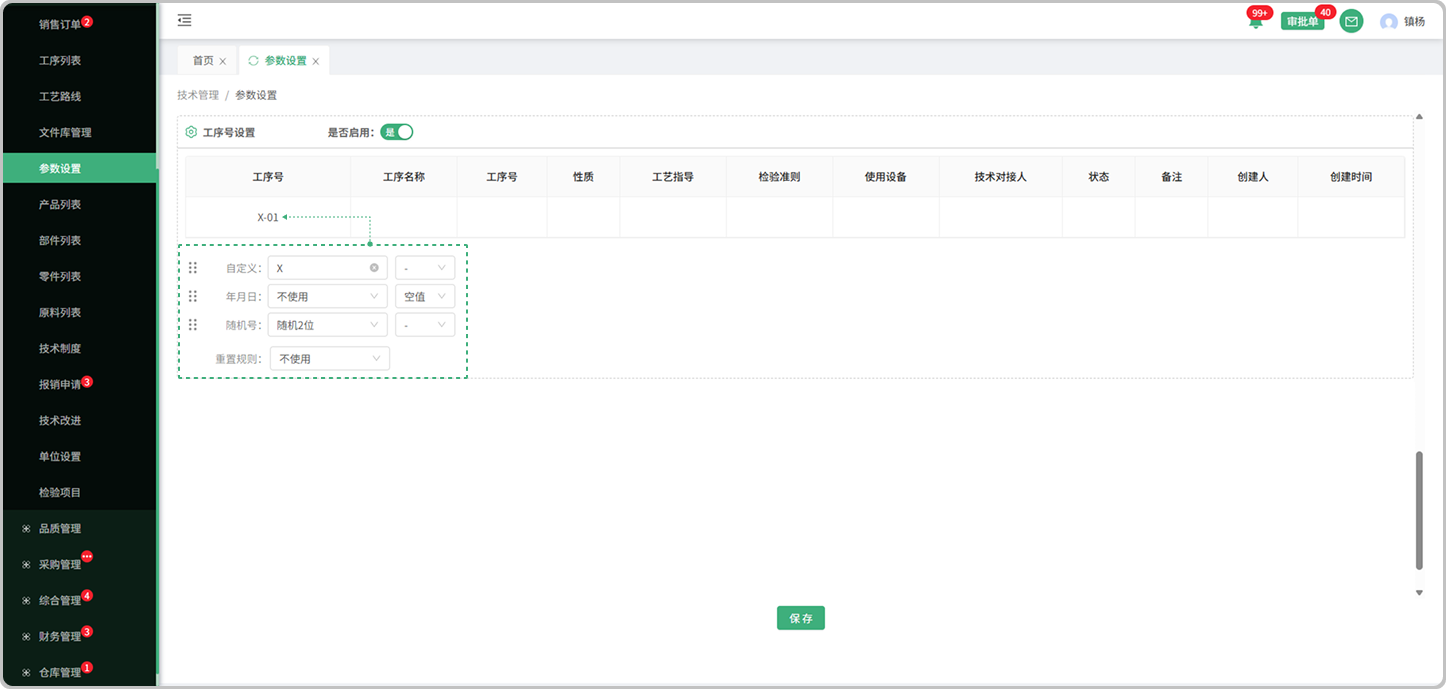 销售订单 2
工序列表
工艺路线
文件库管理
参数设置
产品列表
部件列表
零件列表
原料列表
技术制度
报销申请 3
技术改进
单位设置
检验项目
品质管理
采购管理
综合管理 4
财务管理 3
仓库管理 1
99+ 审批单 40 镇杨
首页 参数设置
技术管理 / 参数设置
工序号设置 是否启用: 是
工序号 工序名称 工序号 性质 工艺指导 检验准则 使用设备 技术对接人 状态 备注 创建人 创建时间
X-01
自定义: X -
年月日: 不使用 空值
随机号: 随机2位 -
重置规则: 不使用
保存